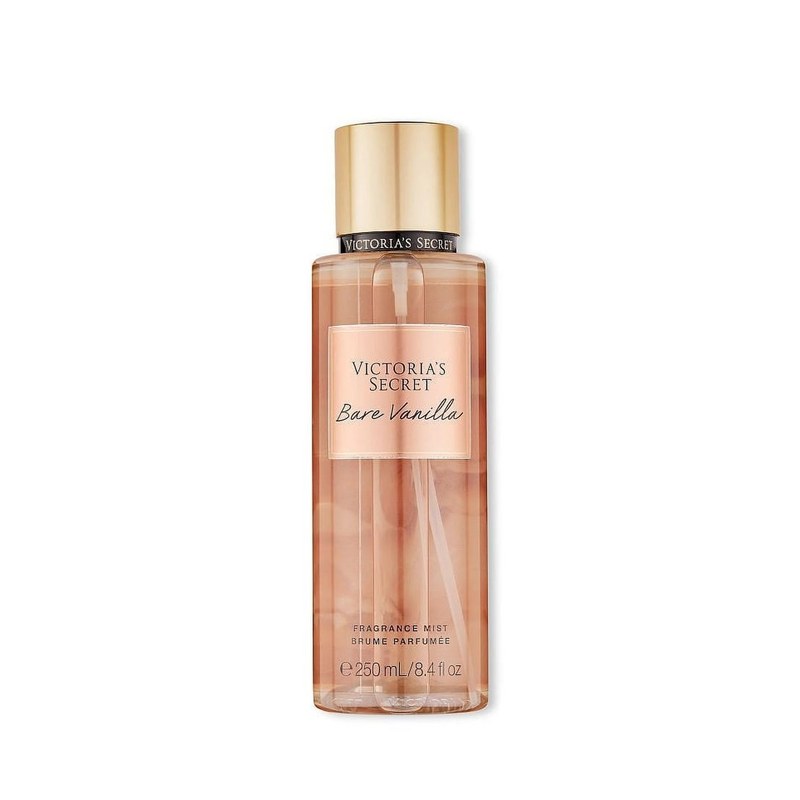 VICTORIA'S SECRET
VICTORIA'S
SECRET
Bare Vanilla
FRAGRANCE MIST
BRUME PARFUMÉE
℮ 250 mL/8.4 fl oz